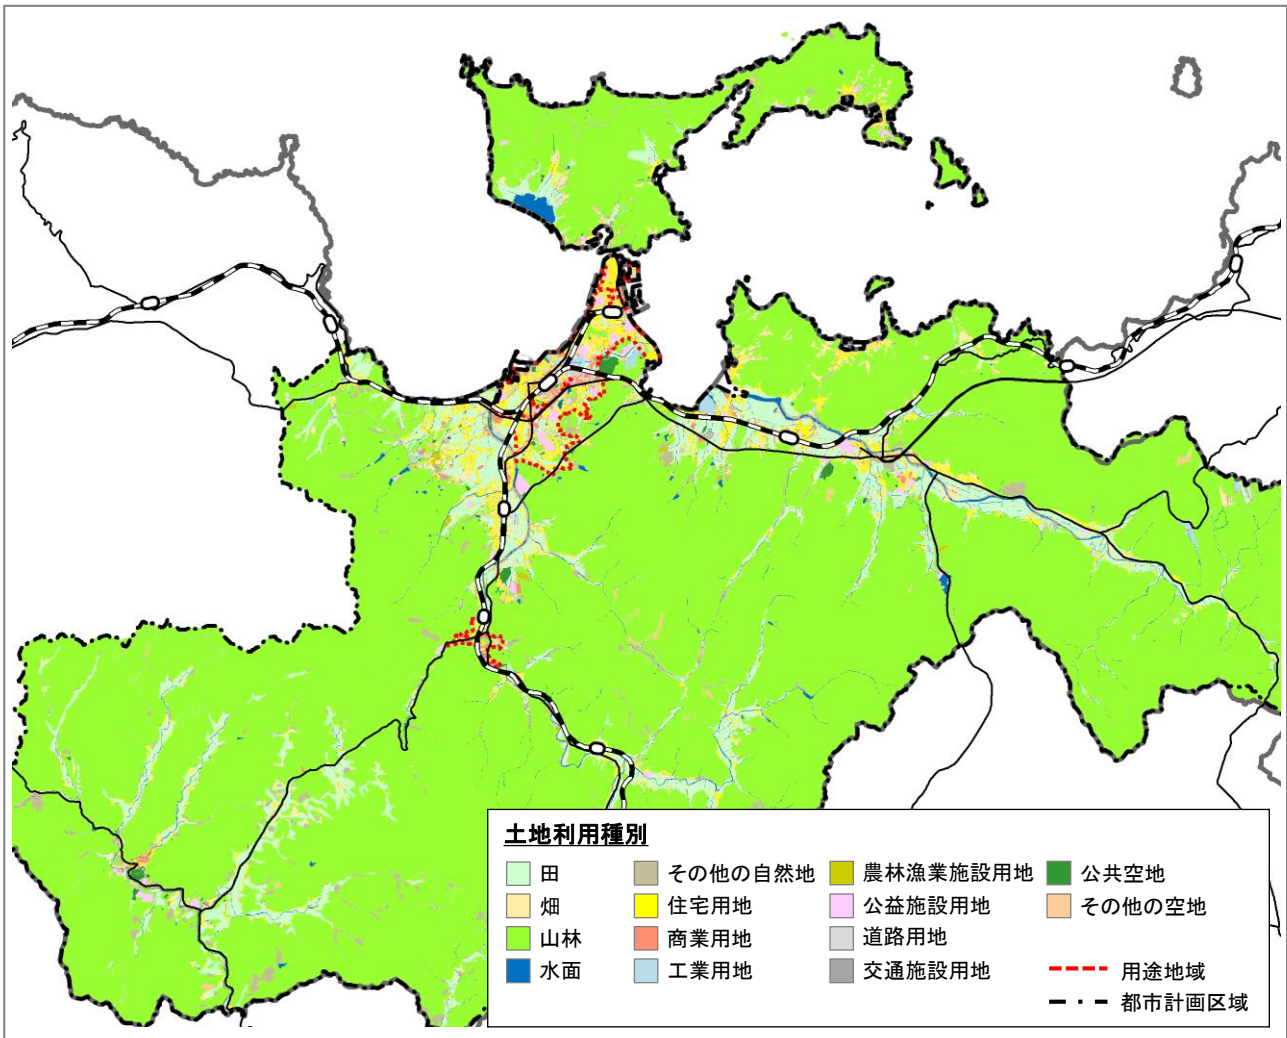 土地利用種別
田 その他の自然地 農林漁業施設用地 公共空地
畑 住宅用地 公益施設用地 その他の空地
山林 商業用地 道路用地
水面 工業用地 交通施設用地 用途地域
都市計画区域